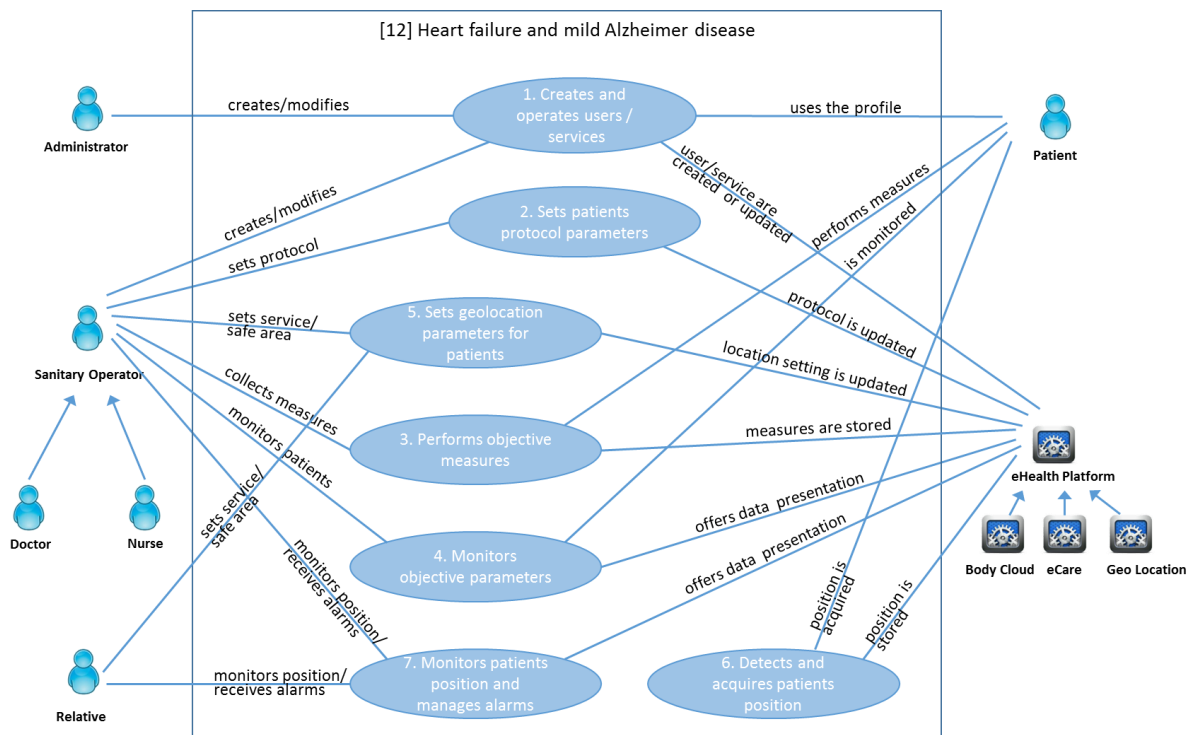 [12] Heart failure and mild Alzheimer disease
Administrator
creates/modifies
1. Creates and
operates users /
services
uses the profile
Patient
creates/modifies
user/service are
created or updated
performs measures
is monitored
2. Sets patients
protocol parameters
sets protocol
protocol is updated
sets service/
safe area
5. Sets geolocation
parameters for
patients
location setting is updated
Sanitary Operator
collects measures
monitors patients
3. Performs objective
measures
measures are stored
eHealth Platform
Doctor
Nurse
sets service/
safe area
offers data presentation
Body Cloud
eCare
Geo Location
4. Monitors
objective parameters
offers data presentation
monitors position/
receives alarms
position is
acquired
position is
stored
Relative
monitors position/
receives alarms
7. Monitors patients
position and
manages alarms
6. Detects and
acquires patients
position